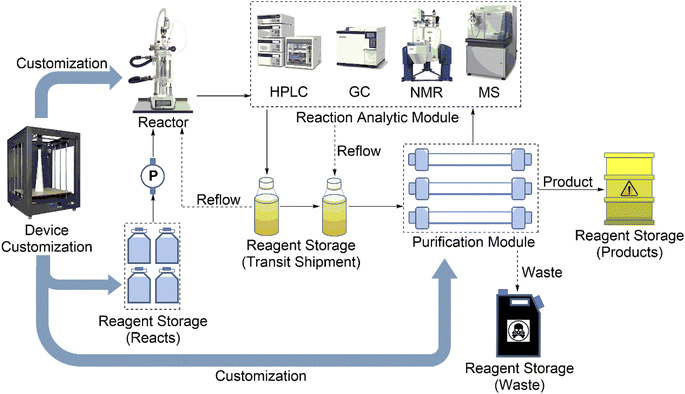 Customization
Reactor
HPLC
GC
NMR
MS
Reaction Analytic Module
P
Reflow
Reflow
Device
Customization
Reagent Storage
(Reacts)
Reagent Storage
(Transit Shipment)
Purification Module
Product
Reagent Storage
(Products)
Waste
Reagent Storage
(Waste)
Customization